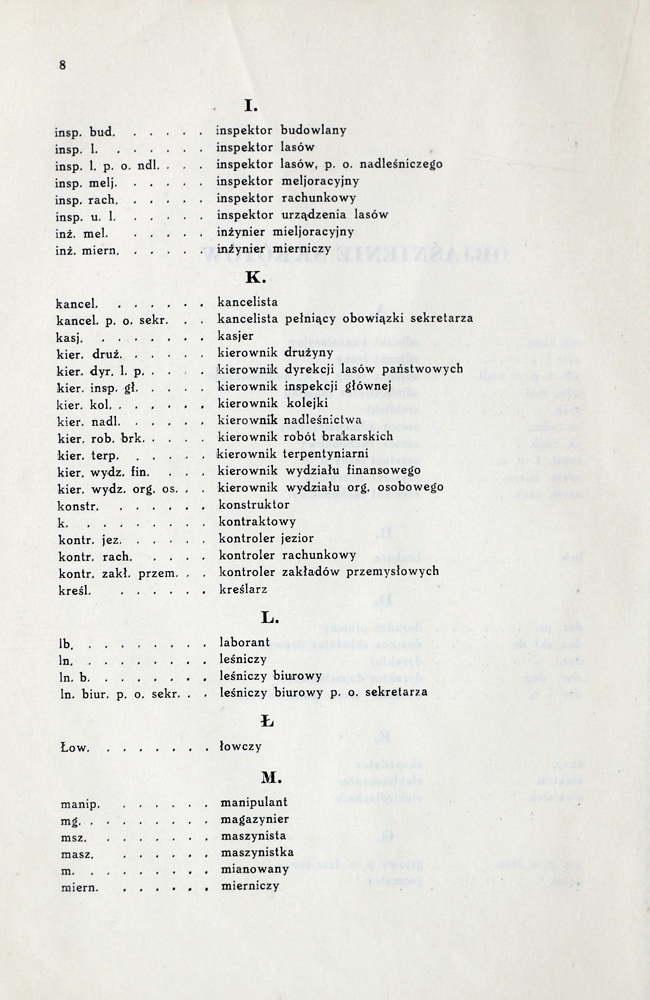 8
I.
insp. bud. . . . . . inspektor budowlany
insp. l. . . . . . . inspektor lasów
insp. l. p. o. ndl. . . . inspektor lasów, p. o. nadleśniczego
insp. melj. . . . . . inspektor meljoracyjny
insp. rach. . . . . . inspektor rachunkowy
insp. u. l. . . . . . inspektor urządzenia lasów
inż. mel. . . . . . inżynier mieljoracyjny
inż. miern. . . . . . inżynier mierniczy
K.
kancel. . . . . . . kancelista
kancel. p. o. sekr. . . kancelista pełniący obowiązki sekretarza
kasj. . . . . . . . kasjer
kier. druż. . . . . . kierownik drużyny
kier. dyr. l. p. . . . . kierownik dyrekcji lasów państwowych
kier. insp. gł. . . . . kierownik inspekcji głównej
kier. kol. . . . . . . kierownik kolejki
kier. nadl. . . . . . kierownik nadleśnictwa
kier. rob. brk. . . . . kierownik robót brakarskich
kier. terp. . . . . . kierownik terpentyniarni
kier. wydz. fin. . . . kierownik wydziału finansowego
kier. wydz. org. os. . . kierownik wydziału org. osobowego
konstr. . . . . . . konstruktor
k. . . . . . . . . kontraktowy
kontr. jez. . . . . . kontroler jezior
kontr. rach. . . . . kontroler rachunkowy
kontr. zakł. przem. . . kontroler zakładów przemysłowych
kreśl. . . . . . . kreślarz
L.
lb. . . . . . . . . laborant
ln. . . . . . . . . leśniczy
ln. b. . . . . . . . leśniczy biurowy
ln. biur. p. o. sekr. . . leśniczy biurowy p. o. sekretarza
Ł
Łow. . . . . . . . łowczy
M.
manip. . . . . . . manipulant
mg. . . . . . . . . magazynier
msz. . . . . . . . maszynista
masz. . . . . . . maszynistka
m. . . . . . . . . mianowany
miern. . . . . . . mierniczy